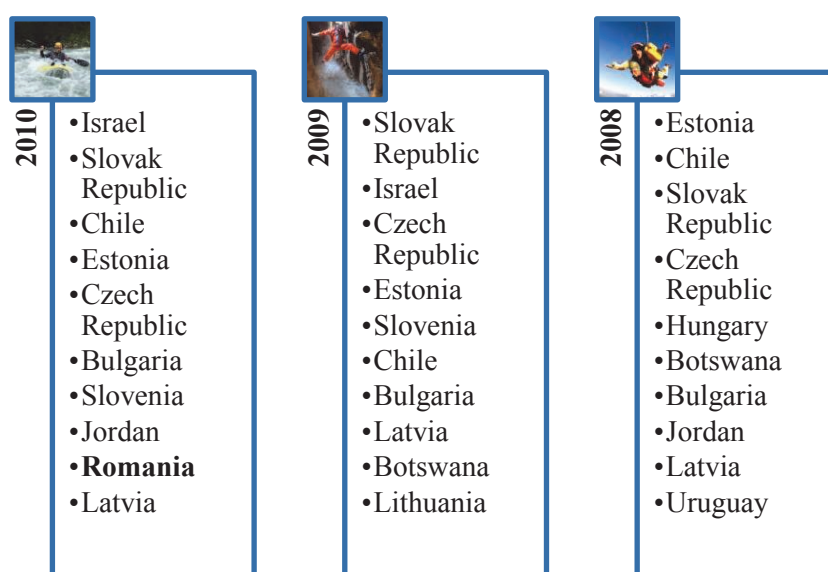 2010
•Israel
•Slovak
Republic
•Chile
•Estonia
•Czech
Republic
•Bulgaria
•Slovenia
•Jordan
•Romania
•Latvia
2009
•Slovak
Republic
•Israel
•Czech
Republic
•Estonia
•Slovenia
•Chile
•Bulgaria
•Latvia
•Botswana
•Lithuania
2008
•Estonia
•Chile
•Slovak
Republic
•Czech
Republic
•Hungary
•Botswana
•Bulgaria
•Jordan
•Latvia
•Uruguay